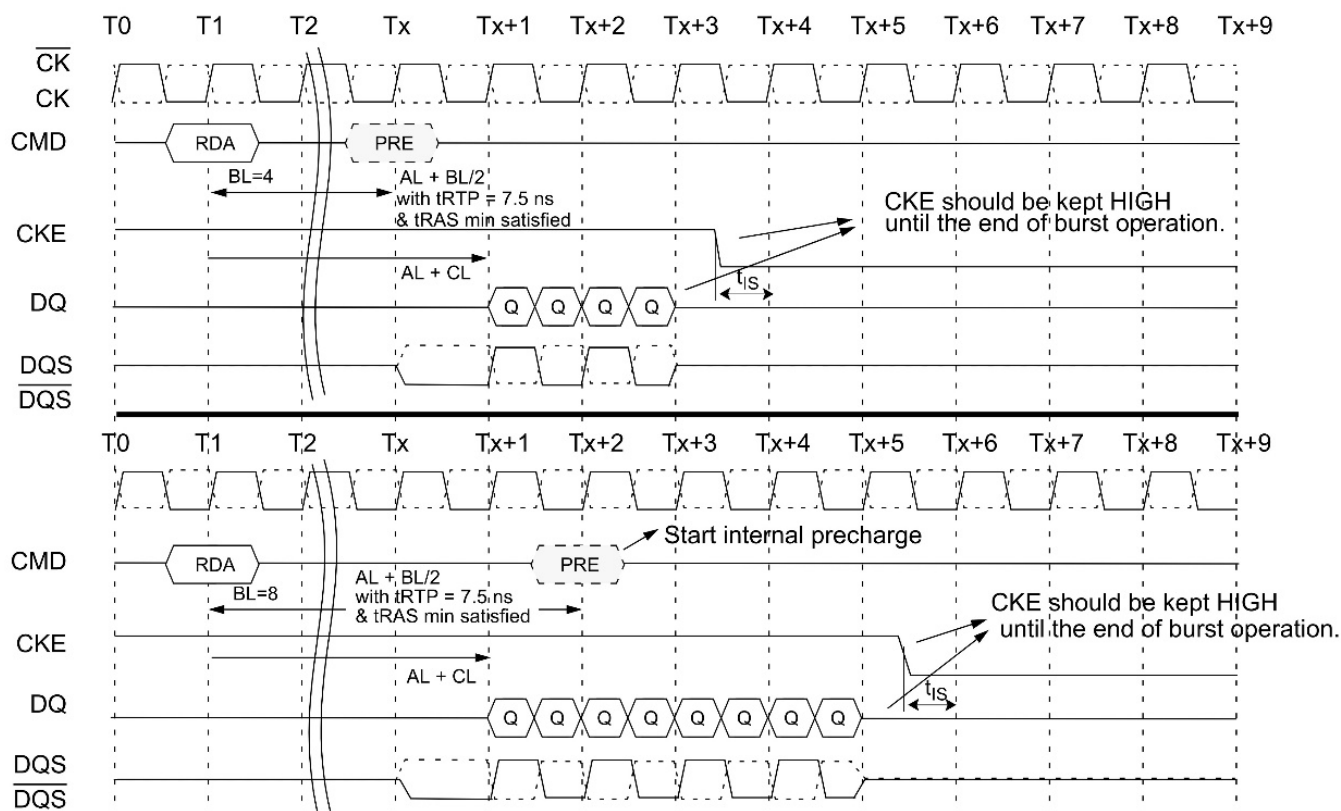 T0 T1 T2 Tx Tx+1 Tx+2 Tx+3 Tx+4 Tx+5 Tx+6 Tx+7 Tx+8 Tx+9
CK
CK
CMD RDA PRE
BL=4 AL + BL/2
with tRTP = 7.5 ns
& tRAS min satisfied
CKE should be kept HIGH
until the end of burst operation.
CKE
AL + CL
tIS
DQ Q Q Q Q
DQS
DQS
T0 T1 T2 Tx Tx+1 Tx+2 Tx+3 Tx+4 Tx+5 Tx+6 Tx+7 Tx+8 Tx+9
Start internal precharge
CMD RDA PRE
BL=8 AL + BL/2
with tRTP = 7.5 ns
& tRAS min satisfied
CKE should be kept HIGH
until the end of burst operation.
CKE
AL + CL
tIS
DQ Q Q Q Q Q Q Q Q
DQS
DQS